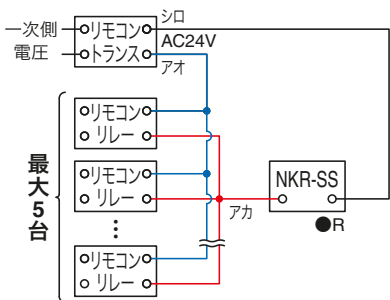 一次側
電圧
リモコン
トランス
シロ
AC24V
アオ
リモコン
リレー
リモコン
リレー
リモコン
リレー
最大5台
アカ
NKR-SS
●R